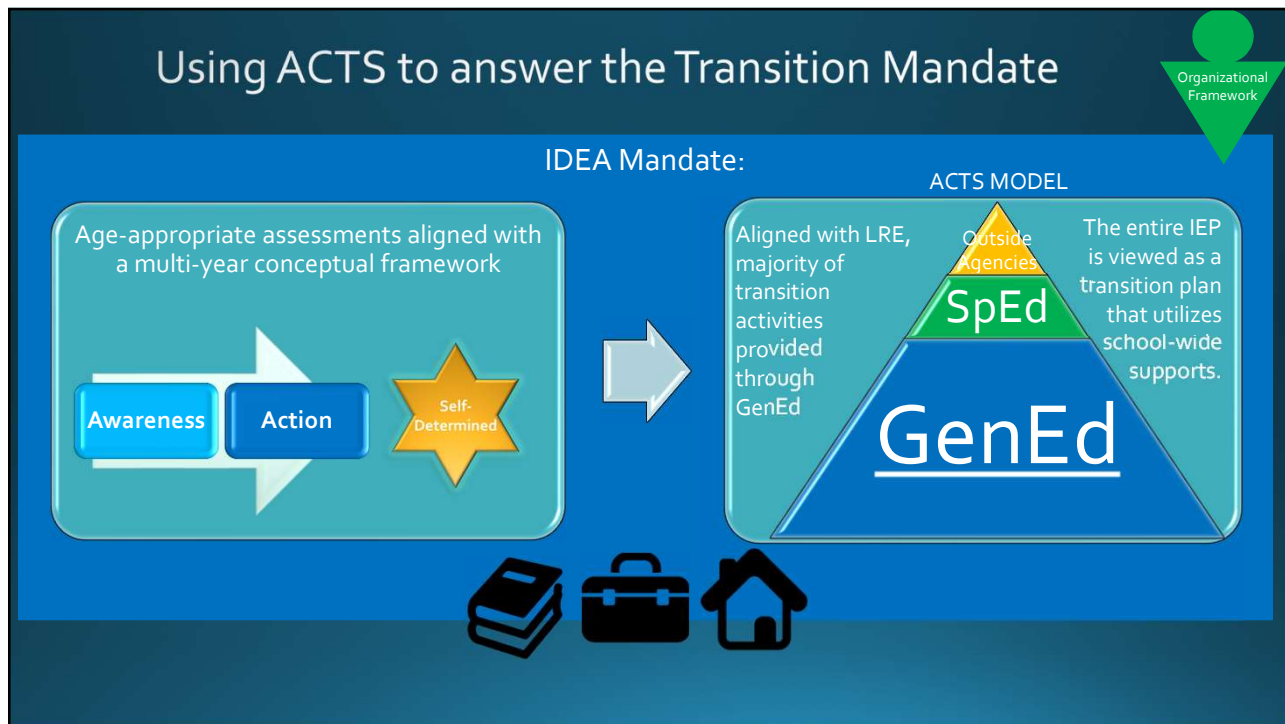 Using ACTS to answer the Transition Mandate
Organizational
Framework
IDEA Mandate:
Age-appropriate assessments aligned with
a multi-year conceptual framework
Awareness
Action
Self-
Determined
ACTS MODEL
Aligned with LRE,
majority of
transition
activities
provided
through
GenEd
Outside
Agencies
SpEd
GenEd
The entire IEP
is viewed as a
transition plan
that utilizes
school-wide
supports.